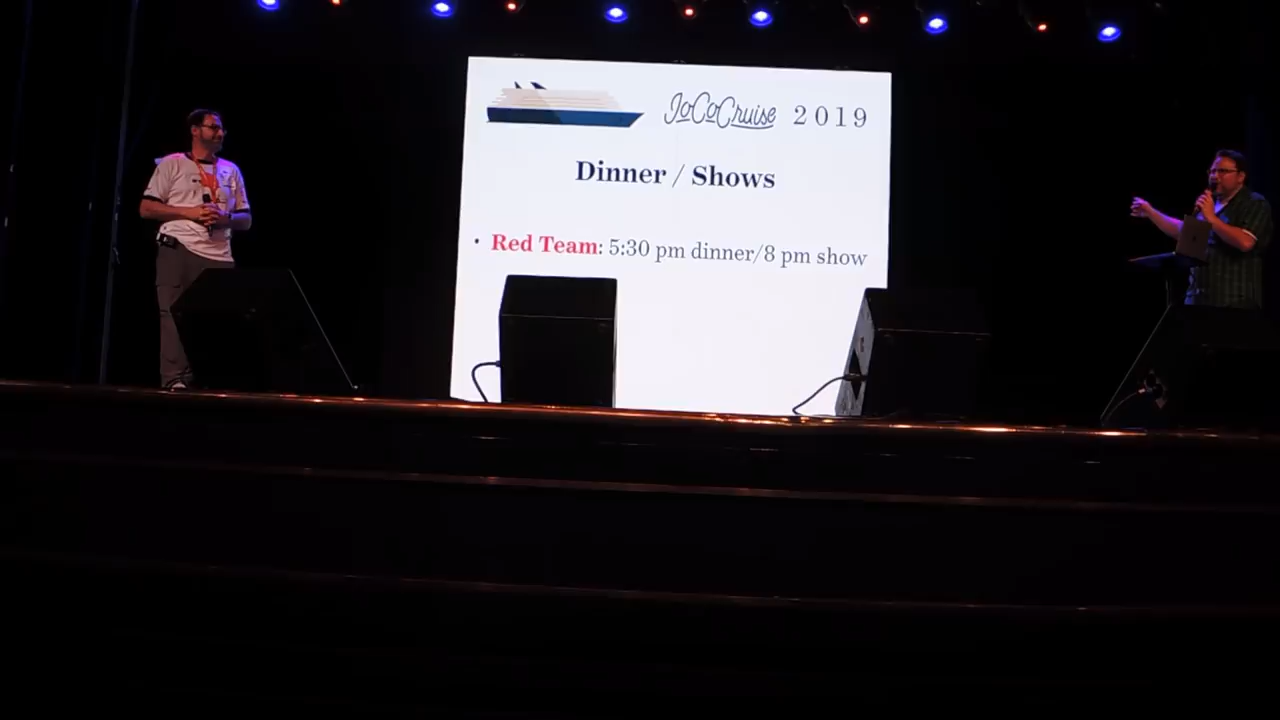 JoCoCruise 2019
Dinner / Shows
• Red Team: 5:30 pm dinner/8 pm show